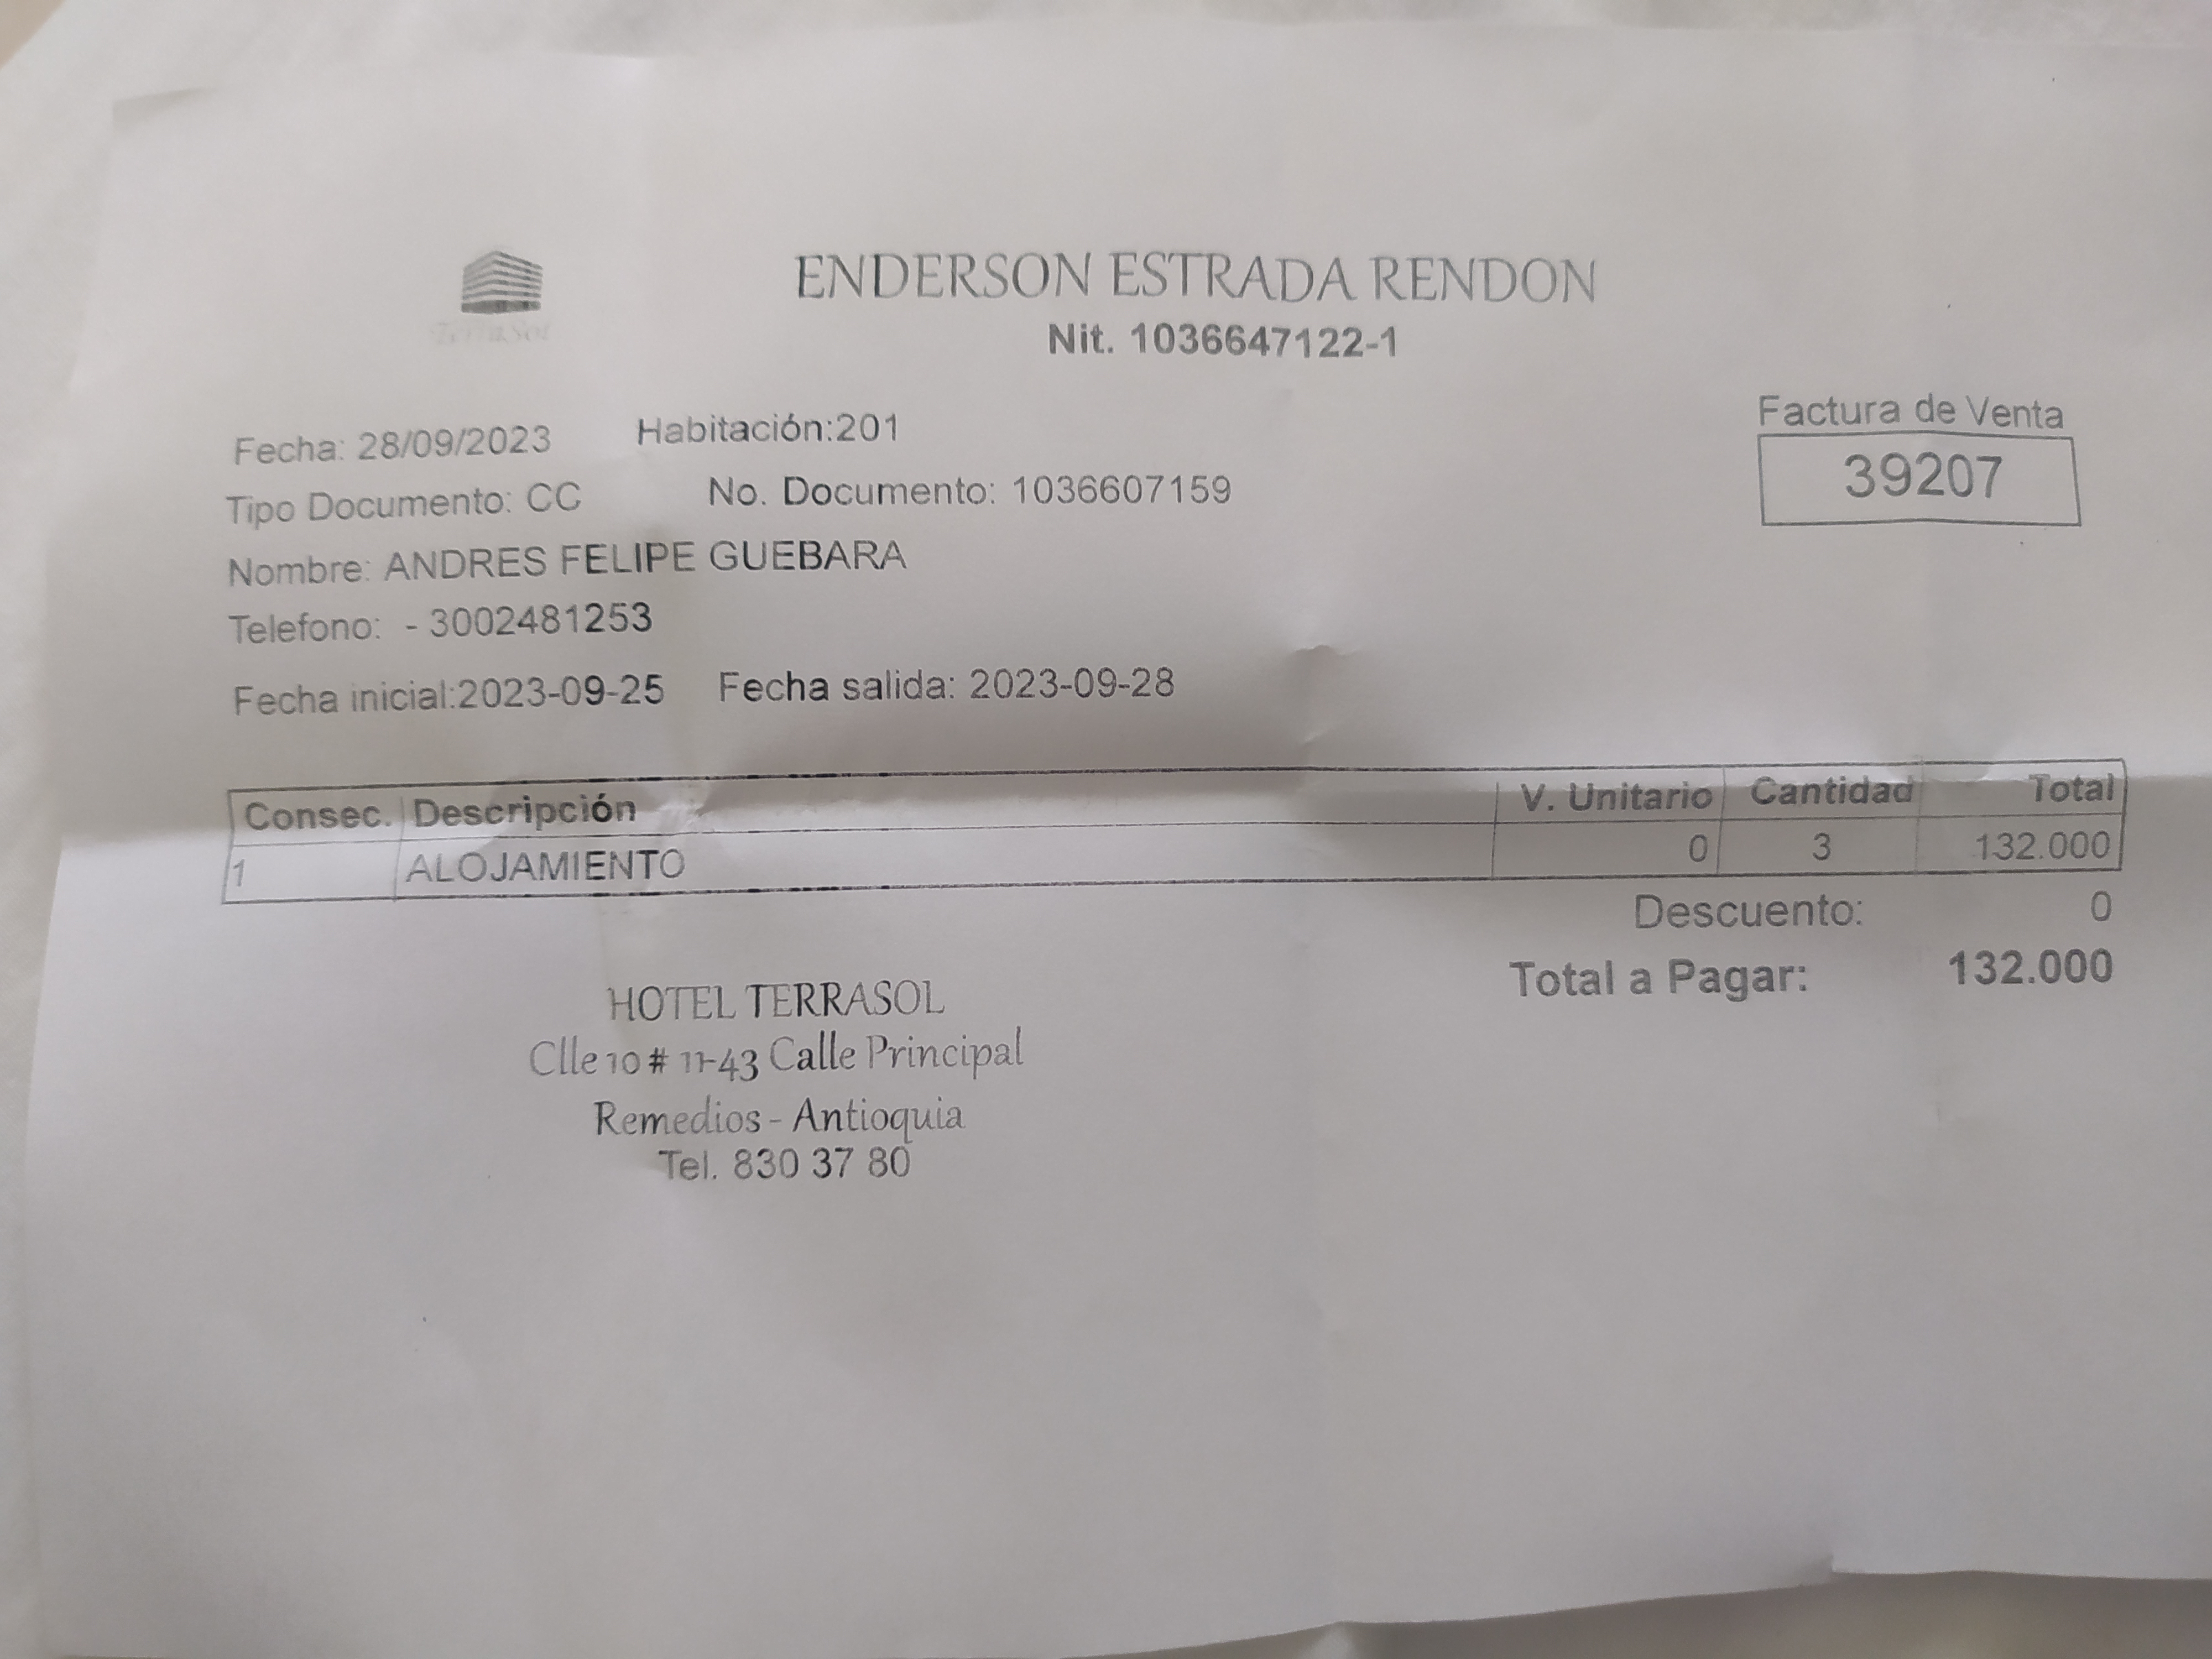 ENDERSON ESTRADA RENDON
TerraSol
Nit. 1036647122-1
Fecha: 28/09/2023 Habitación:201
Factura de Venta
39207
Tipo Documento: CC No. Documento: 1036607159
Nombre: ANDRES FELIPE GUEBARA
Telefono: - 3002481253
Fecha inicial:2023-09-25 Fecha salida: 2023-09-28
Consec. Descripción V. Unitario Cantidad Total
1 ALOJAMIENTO 0 3 132.000
Descuento: 0
Total a Pagar: 132.000
HOTEL TERRASOL
Clle 10 # 11-43 Calle Principal
Remedios - Antioquia
Tel. 830 37 80